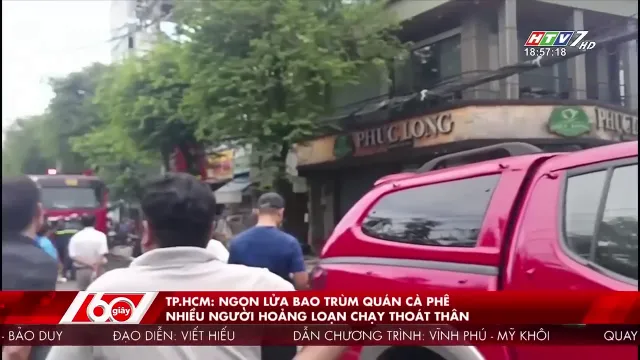 HTV7 HD
18:57:18
PHUC LONG
60 giây
TP.HCM: NGỌN LỬA BAO TRÙM QUÁN CÀ PHÊ
NHIỀU NGƯỜI HOẢNG LOẠN CHẠY THOÁT THÂN
- BẢO DUY ĐẠO DIỄN: VIẾT HIẾU DẪN CHƯƠNG TRÌNH: VĨNH PHÚ - MỸ KHÔI